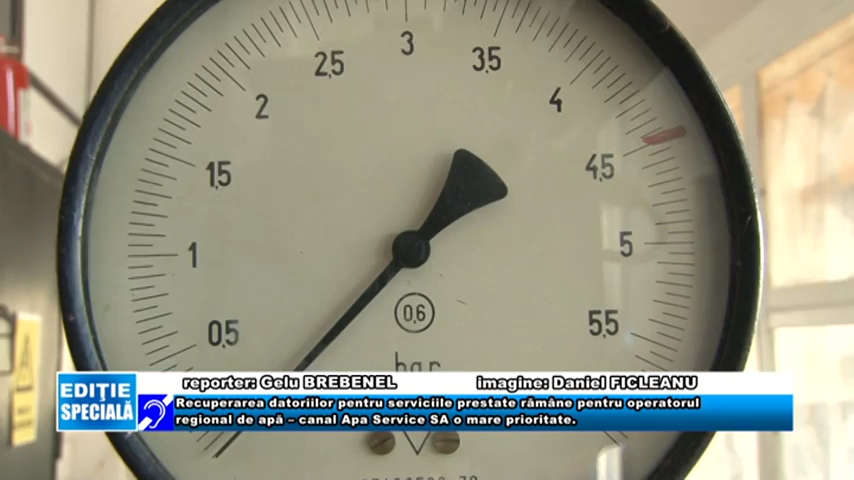 3
2,5
3,5
2
4
1,5
4,5
1
5
0,5
5,5
0,6
bar
reporter: Gelu BREBENEL
imagine: Daniel FICLEANU
EDIŢIE
SPECIALĂ
Recuperarea datoriilor pentru serviciile prestate rămâne pentru operatorul
regional de apă – canal Apa Service SA o mare prioritate.